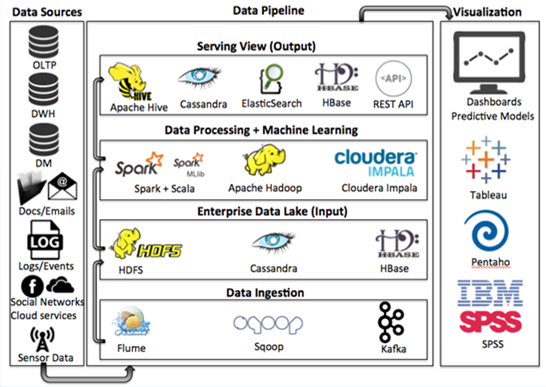 Data Sources
OLTP
DWH
DM
@
Docs/Emails
LOG
Logs/Events
f
Social Networks
Cloud services
Sensor Data
Data Pipeline
Serving View (Output)
HIVE
HBASE
<API>
Apache Hive
Cassandra
ElasticSearch
HBase
REST API
Data Processing + Machine Learning
Spark
Spark
MLlib
cloudera
IMPALA
Spark + Scala
Apache Hadoop
Cloudera Impala
Enterprise Data Lake (Input)
HDFS
HBASE
HDFS
Cassandra
HBase
Data Ingestion
sqoop
Flume
Sqoop
Kafka
Visualization
Dashboards
Predictive Models
Tableau
Pentaho
IBM
SPSS
SPSS